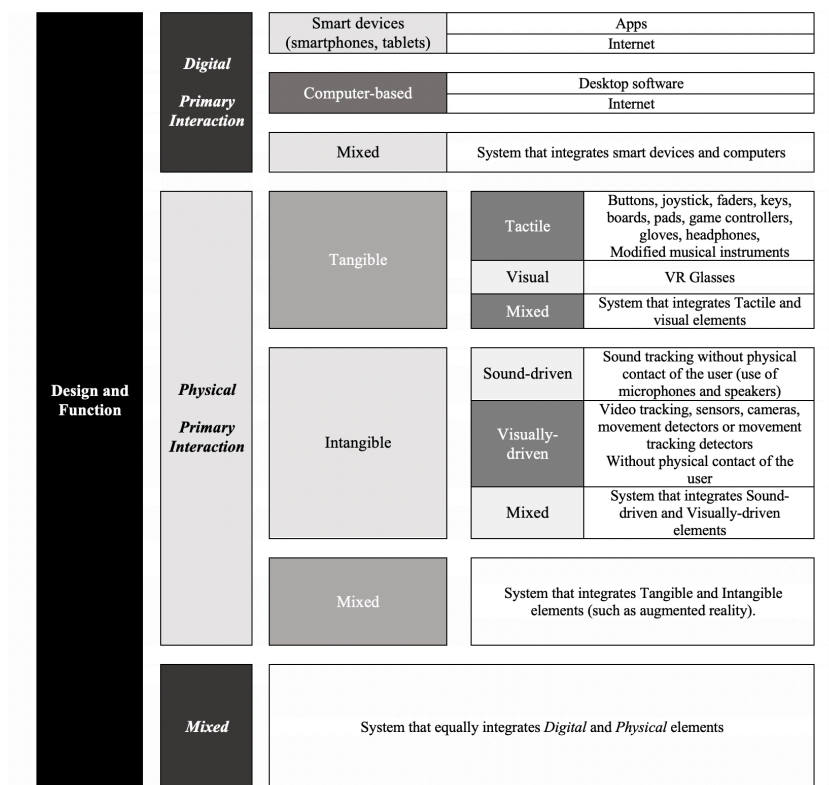 Design and
Function
Digital
Primary
Interaction
Smart devices
(smartphones, tablets)
Apps
Internet
Computer-based
Desktop software
Internet
Mixed
System that integrates smart devices and computers
Physical
Primary
Interaction
Tangible
Tactile
Buttons, joystick, faders, keys,
boards, pads, game controllers,
gloves, headphones,
Modified musical instruments
Visual
VR Glasses
Mixed
System that integrates Tactile and
visual elements
Intangible
Sound-driven
Sound tracking without physical
contact of the user (use of
microphones and speakers)
Visually-
driven
Video tracking, sensors, cameras,
movement detectors or movement
tracking detectors
Without physical contact of the
user
Mixed
System that integrates Sound-
driven and Visually-driven
elements
Mixed
System that integrates Tangible and Intangible
elements (such as augmented reality).
Mixed
System that equally integrates Digital and Physical elements